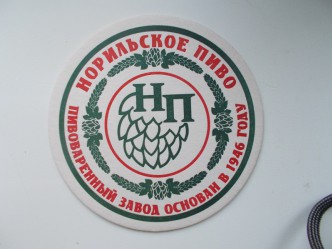 НОРИЛЬСКОЕ ПИВО
НП
ПИВОВАРЕННЫЙ ЗАВОД ОСНОВАН В 1946 ГОДУ